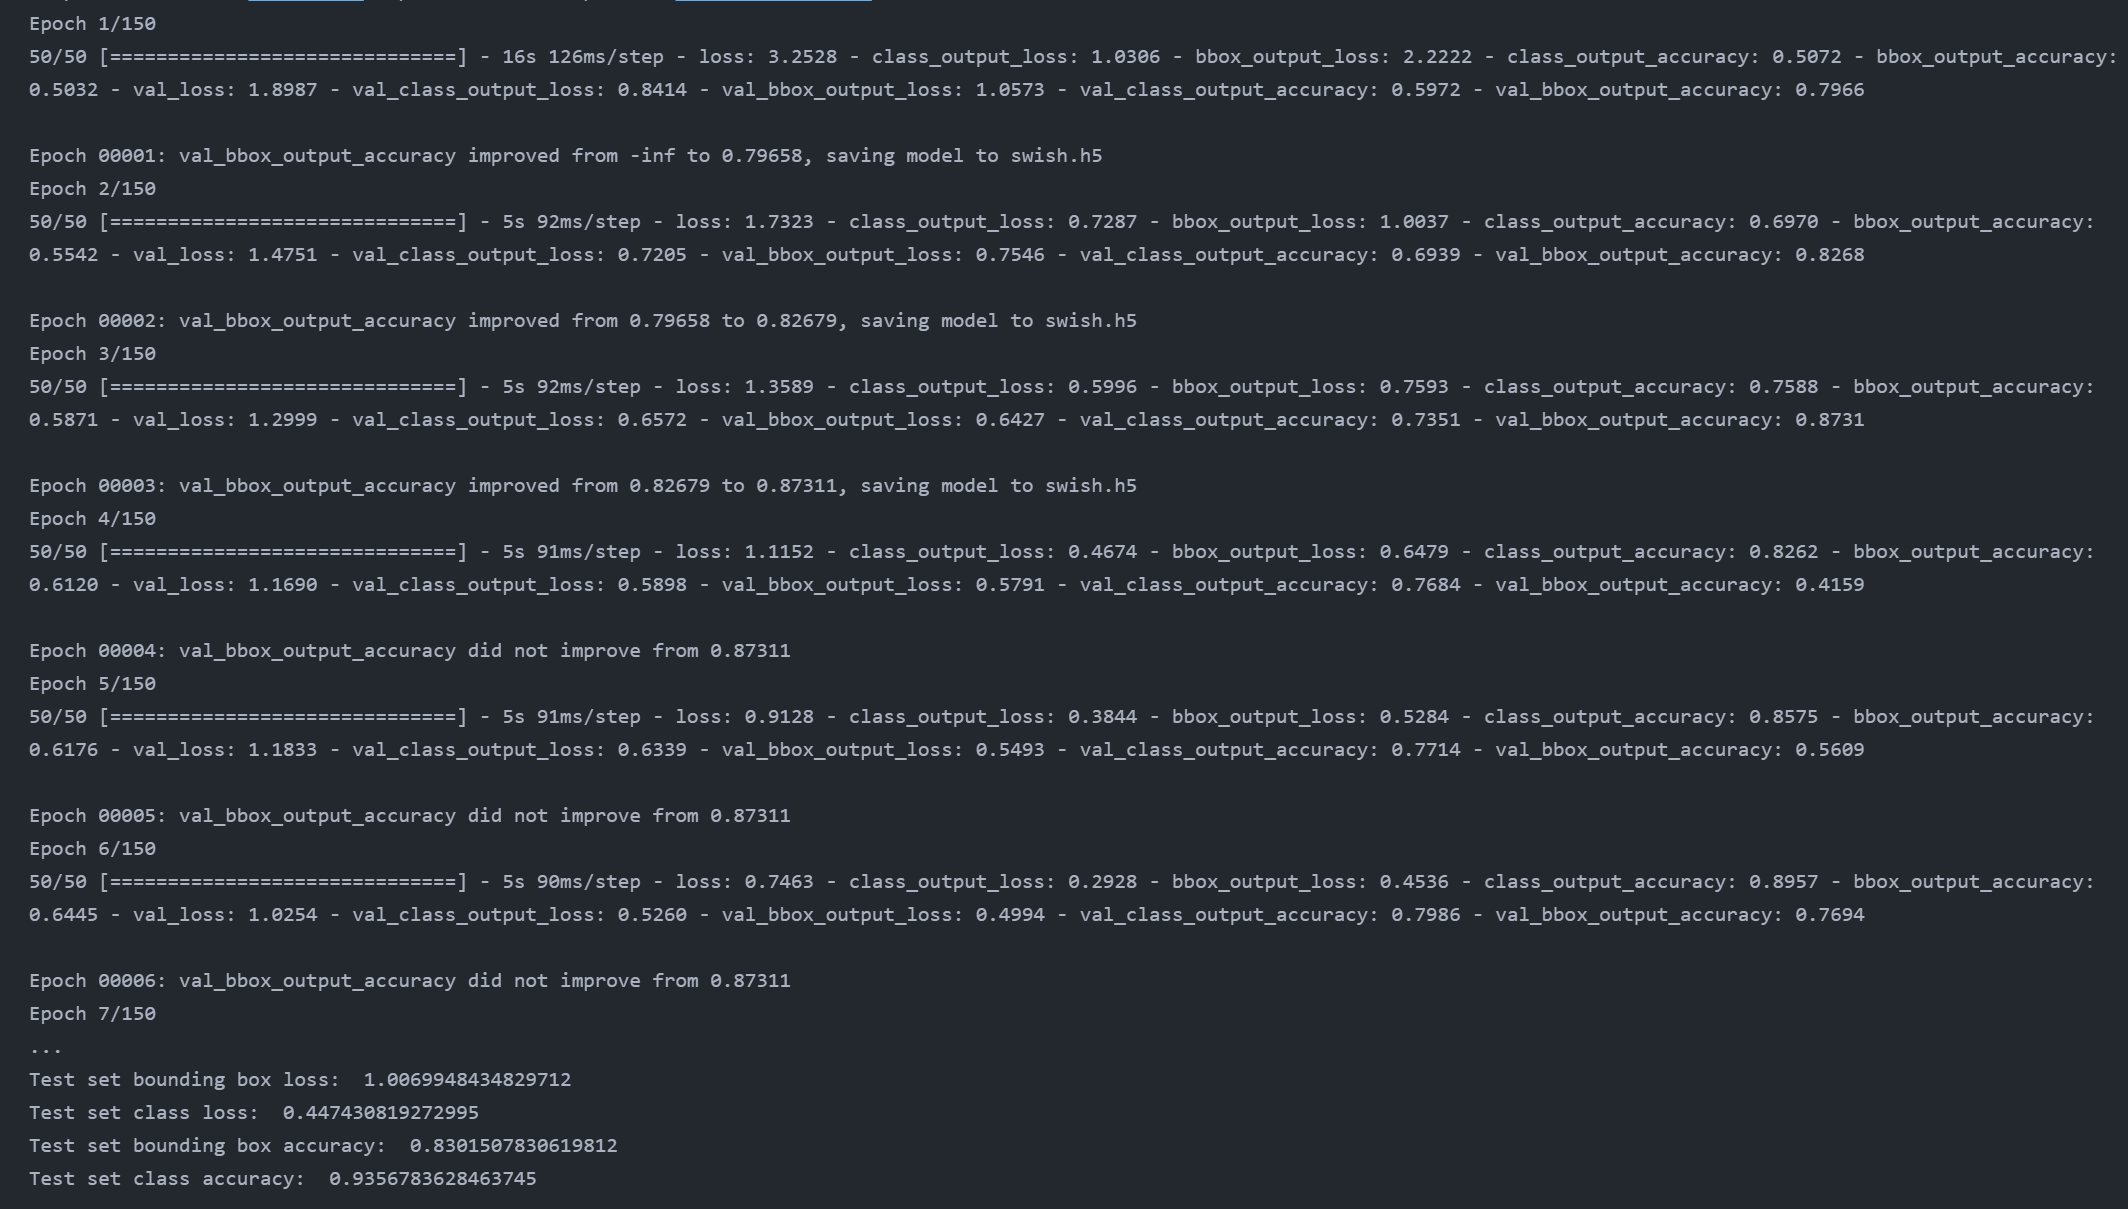 Epoch 1/150
50/50 [==============================] - 16s 126ms/step - loss: 3.2528 - class_output_loss: 1.0306 - bbox_output_loss: 2.2222 - class_output_accuracy: 0.5072 - bbox_output_accuracy:
0.5032 - val_loss: 1.8987 - val_class_output_loss: 0.8414 - val_bbox_output_loss: 1.0573 - val_class_output_accuracy: 0.5972 - val_bbox_output_accuracy: 0.7966
Epoch 00001: val_bbox_output_accuracy improved from -inf to 0.79658, saving model to swish.h5
Epoch 2/150
50/50 [==============================] - 5s 92ms/step - loss: 1.7323 - class_output_loss: 0.7287 - bbox_output_loss: 1.0037 - class_output_accuracy: 0.6970 - bbox_output_accuracy:
0.5542 - val_loss: 1.4751 - val_class_output_loss: 0.7205 - val_bbox_output_loss: 0.7546 - val_class_output_accuracy: 0.6939 - val_bbox_output_accuracy: 0.8268
Epoch 00002: val_bbox_output_accuracy improved from 0.79658 to 0.82679, saving model to swish.h5
Epoch 3/150
50/50 [==============================] - 5s 92ms/step - loss: 1.3589 - class_output_loss: 0.5996 - bbox_output_loss: 0.7593 - class_output_accuracy: 0.7588 - bbox_output_accuracy:
0.5871 - val_loss: 1.2999 - val_class_output_loss: 0.6572 - val_bbox_output_loss: 0.6427 - val_class_output_accuracy: 0.7351 - val_bbox_output_accuracy: 0.8731
Epoch 00003: val_bbox_output_accuracy improved from 0.82679 to 0.87311, saving model to swish.h5
Epoch 4/150
50/50 [==============================] - 5s 91ms/step - loss: 1.1152 - class_output_loss: 0.4674 - bbox_output_loss: 0.6479 - class_output_accuracy: 0.8262 - bbox_output_accuracy:
0.6120 - val_loss: 1.1690 - val_class_output_loss: 0.5898 - val_bbox_output_loss: 0.5791 - val_class_output_accuracy: 0.7684 - val_bbox_output_accuracy: 0.4159
Epoch 00004: val_bbox_output_accuracy did not improve from 0.87311
Epoch 5/150
50/50 [==============================] - 5s 91ms/step - loss: 0.9128 - class_output_loss: 0.3844 - bbox_output_loss: 0.5284 - class_output_accuracy: 0.8575 - bbox_output_accuracy:
0.6176 - val_loss: 1.1833 - val_class_output_loss: 0.6339 - val_bbox_output_loss: 0.5493 - val_class_output_accuracy: 0.7714 - val_bbox_output_accuracy: 0.5609
Epoch 00005: val_bbox_output_accuracy did not improve from 0.87311
Epoch 6/150
50/50 [==============================] - 5s 90ms/step - loss: 0.7463 - class_output_loss: 0.2928 - bbox_output_loss: 0.4536 - class_output_accuracy: 0.8957 - bbox_output_accuracy:
0.6445 - val_loss: 1.0254 - val_class_output_loss: 0.5260 - val_bbox_output_loss: 0.4994 - val_class_output_accuracy: 0.7986 - val_bbox_output_accuracy: 0.7694
Epoch 00006: val_bbox_output_accuracy did not improve from 0.87311
Epoch 7/150
...
Test set bounding box loss:  1.0069948434829712
Test set class loss:  0.447430819272995
Test set bounding box accuracy:  0.8301507830619812
Test set class accuracy:  0.9356783628463745